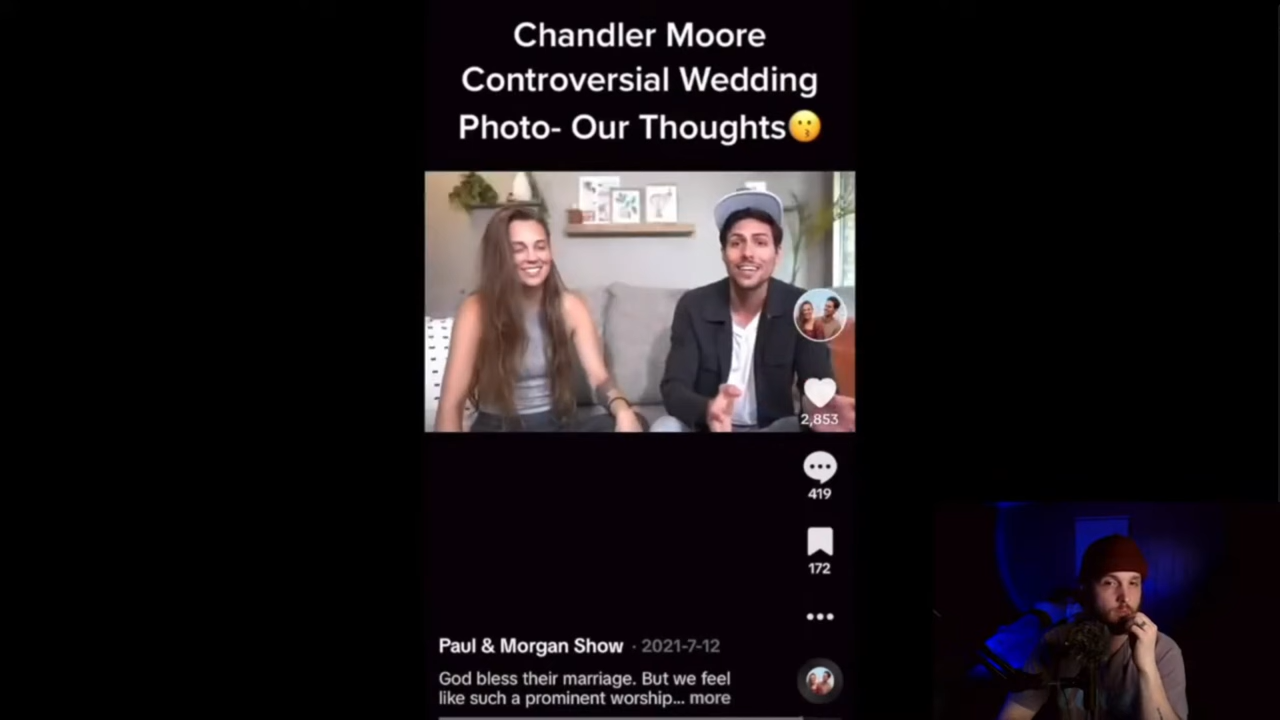 Chandler Moore
Controversial Wedding
Photo- Our Thoughts😗
2,853
419
172
Paul & Morgan Show · 2021-7-12
God bless their marriage. But we feel
like such a prominent worship... more